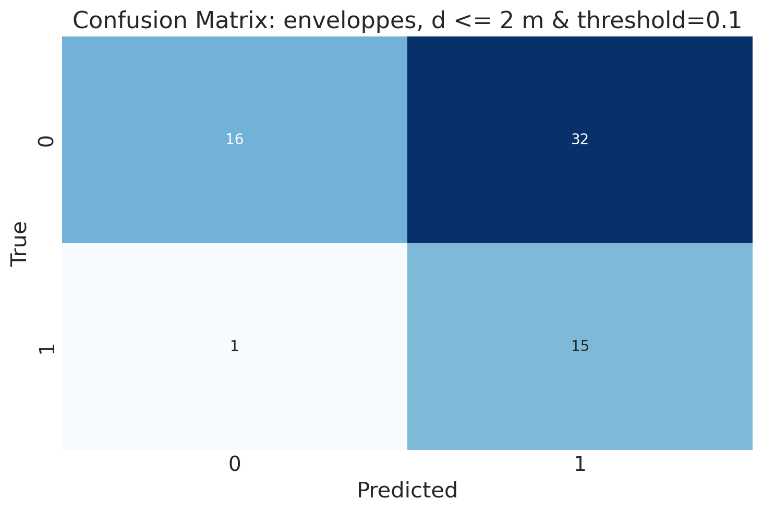 Confusion Matrix: enveloppes, d <= 2 m & threshold=0.1
True
0
16
32
1
1
15
0
1
Predicted